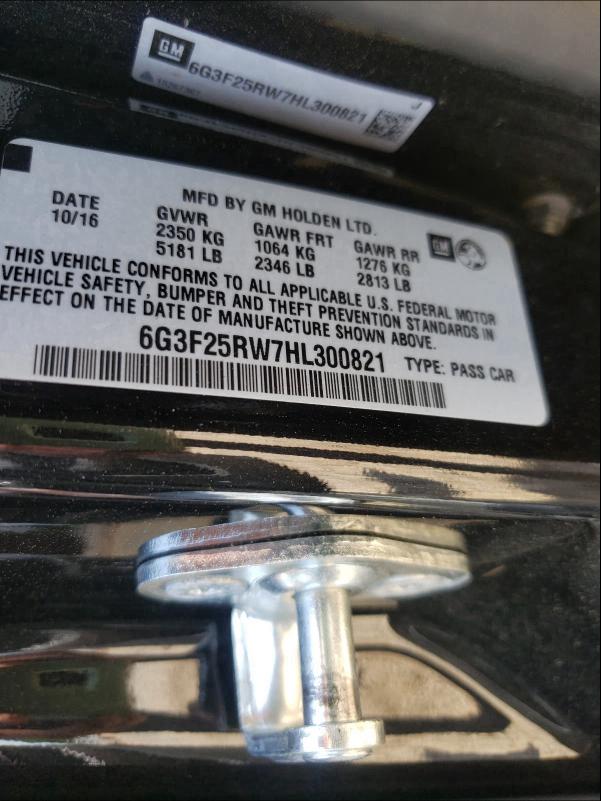 GM
6G3F25RW7HL300821
J
MFD BY GM HOLDEN LTD.
DATE
10/16
GVWR
2350 KG
5181 LB
GAWR FRT
1064 KG
2346 LB
GAWR RR
1276 KG
2813 LB
GM
THIS VEHICLE CONFORMS TO ALL APPLICABLE U.S. FEDERAL MOTOR
VEHICLE SAFETY, BUMPER AND THEFT PREVENTION STANDARDS IN
EFFECT ON THE DATE OF MANUFACTURE SHOWN ABOVE.
6G3F25RW7HL300821
TYPE: PASS CAR